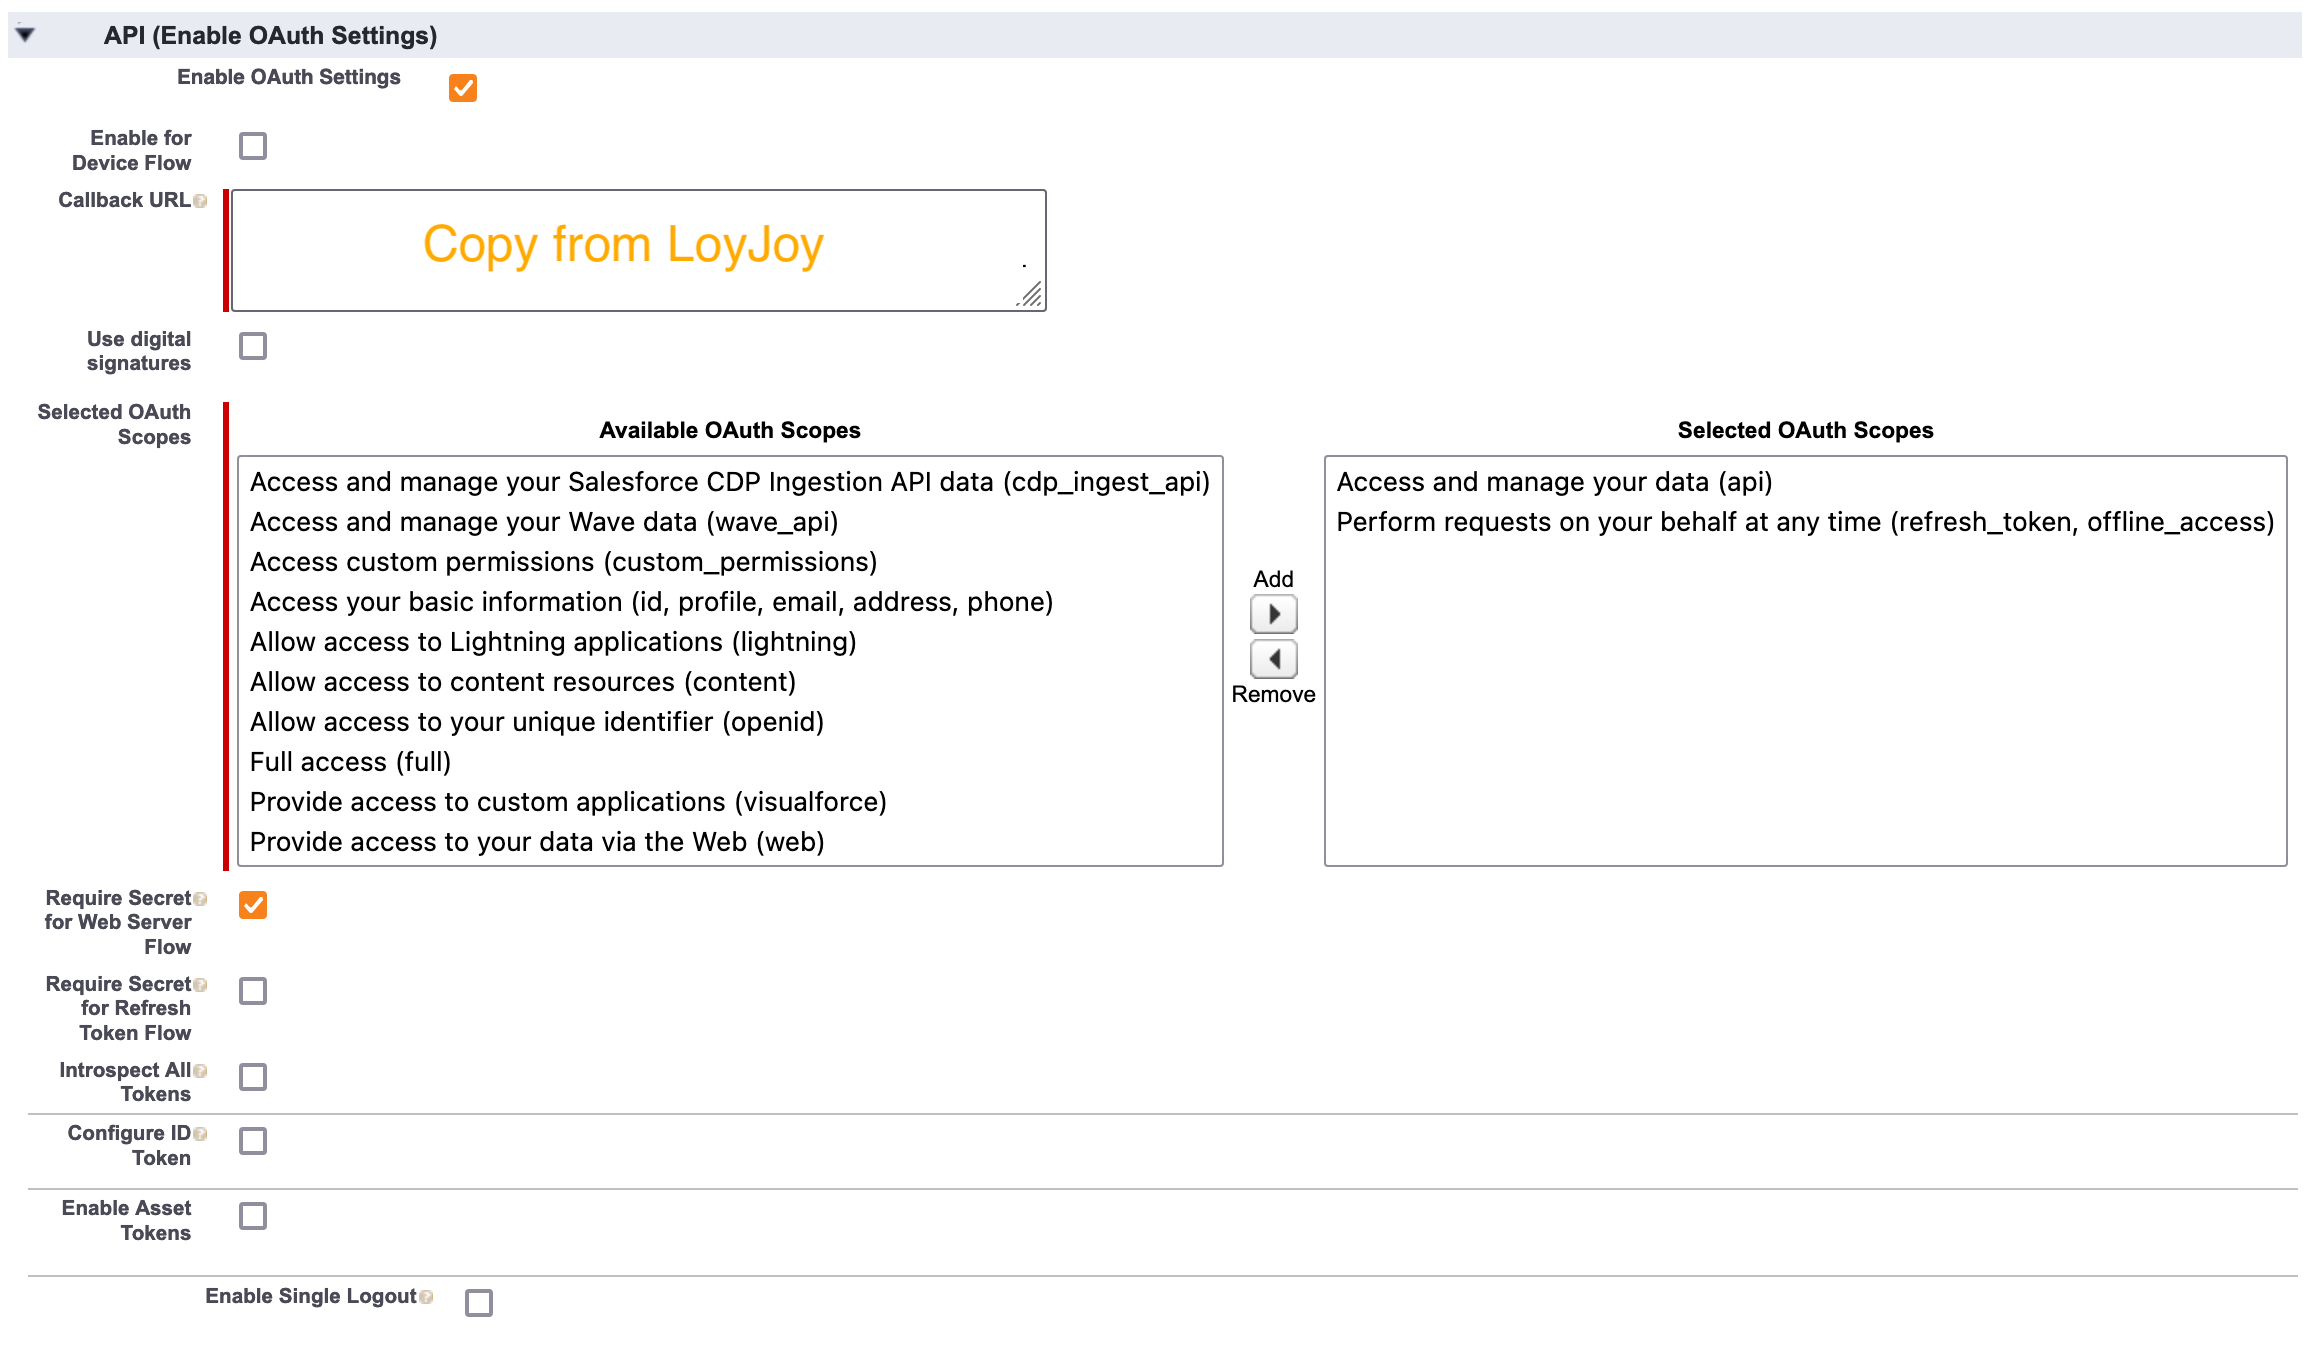 API (Enable OAuth Settings)
Enable OAuth Settings
Enable for
Device Flow
Callback URL
Copy from LoyJoy
Use digital
signatures
Selected OAuth
Scopes
Available OAuth Scopes
Access and manage your Salesforce CDP Ingestion API data (cdp_ingest_api)
Access and manage your Wave data (wave_api)
Access custom permissions (custom_permissions)
Access your basic information (id, profile, email, address, phone)
Allow access to Lightning applications (lightning)
Allow access to content resources (content)
Allow access to your unique identifier (openid)
Full access (full)
Provide access to custom applications (visualforce)
Provide access to your data via the Web (web)
Add
Remove
Selected OAuth Scopes
Access and manage your data (api)
Perform requests on your behalf at any time (refresh_token, offline_access)
Require Secret
for Web Server
Flow
Require Secret
for Refresh
Token Flow
Introspect All
Tokens
Configure ID
Token
Enable Asset
Tokens
Enable Single Logout